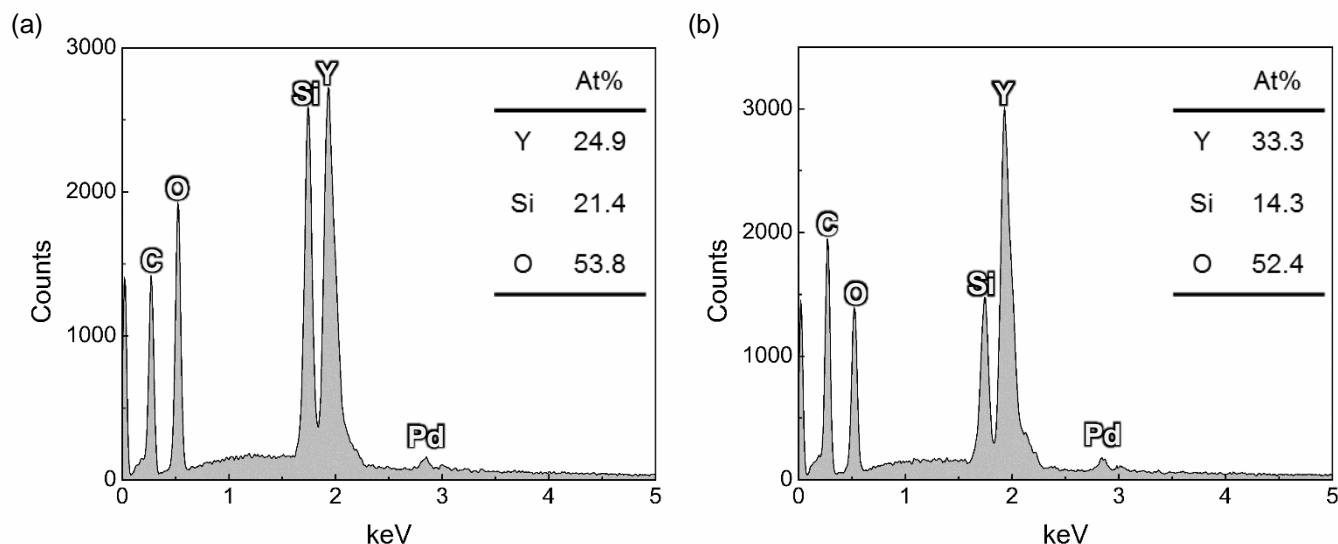 (a)
3000
2000
1000
0
Counts
0 1 2 3 4 5
keV
C
O
Si
Y
Pd
At%
Y 24.9
Si 21.4
O 53.8
(b)
3000
2000
1000
0
Counts
0 1 2 3 4 5
keV
C
O
Si
Y
Pd
At%
Y 33.3
Si 14.3
O 52.4